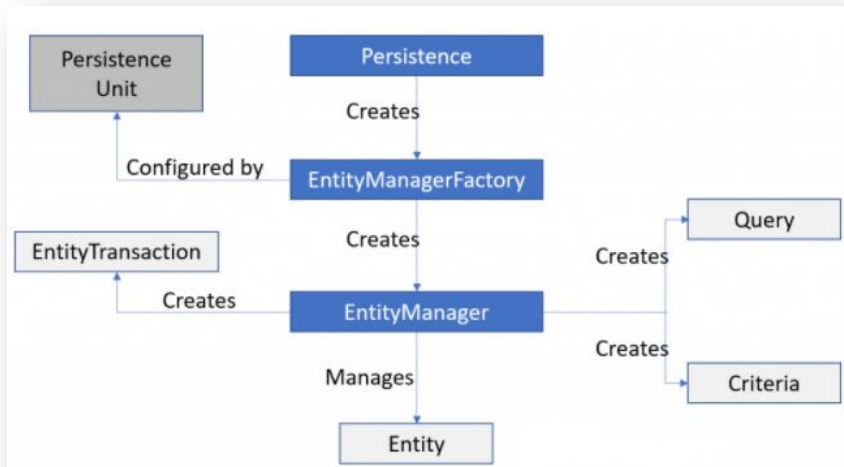 Persistence
Unit
Persistence
Creates
Configured by
EntityManagerFactory
Creates
EntityTransaction
Creates
EntityManager
Creates
Query
Creates
Criteria
Manages
Entity